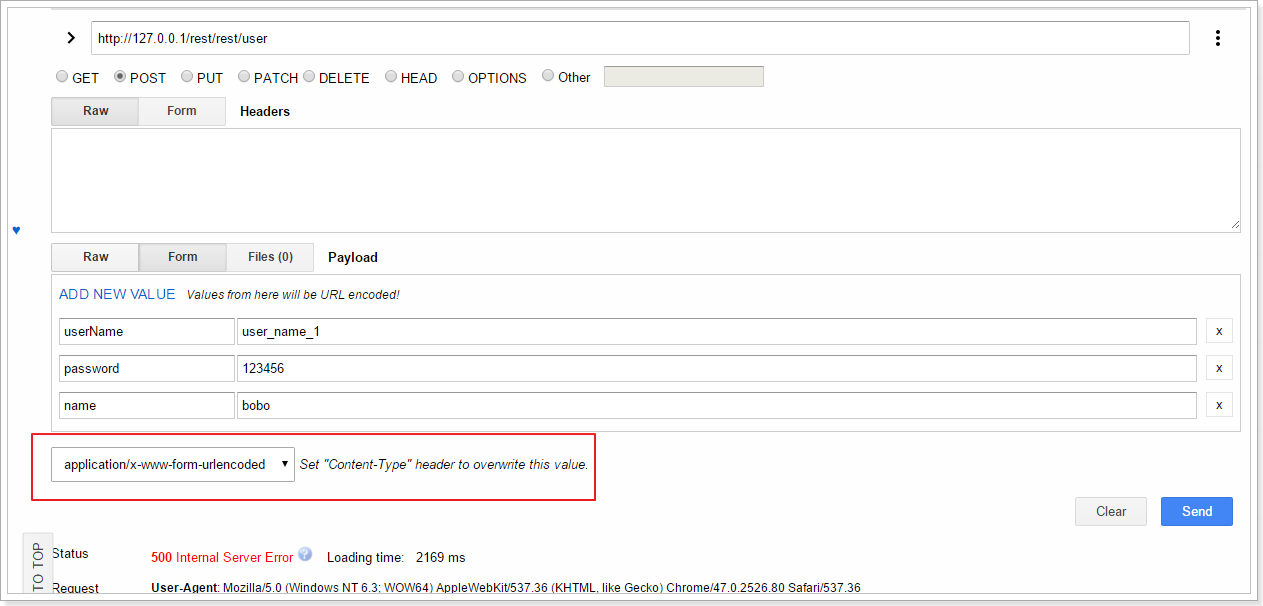 http://127.0.0.1/rest/rest/user
GET POST PUT PATCH DELETE HEAD OPTIONS Other
Raw Form Headers
Raw Form Files (0) Payload
ADD NEW VALUE Values from here will be URL encoded!
userName user_name_1 x
password 123456 x
name bobo x
application/x-www-form-urlencoded Set "Content-Type" header to overwrite this value.
Clear Send
TO TOP
Status 500 Internal Server Error ? Loading time: 2169 ms
Request User-Agent: Mozilla/5.0 (Windows NT 6.3; WOW64) AppleWebKit/537.36 (KHTML, like Gecko) Chrome/47.0.2526.80 Safari/537.36